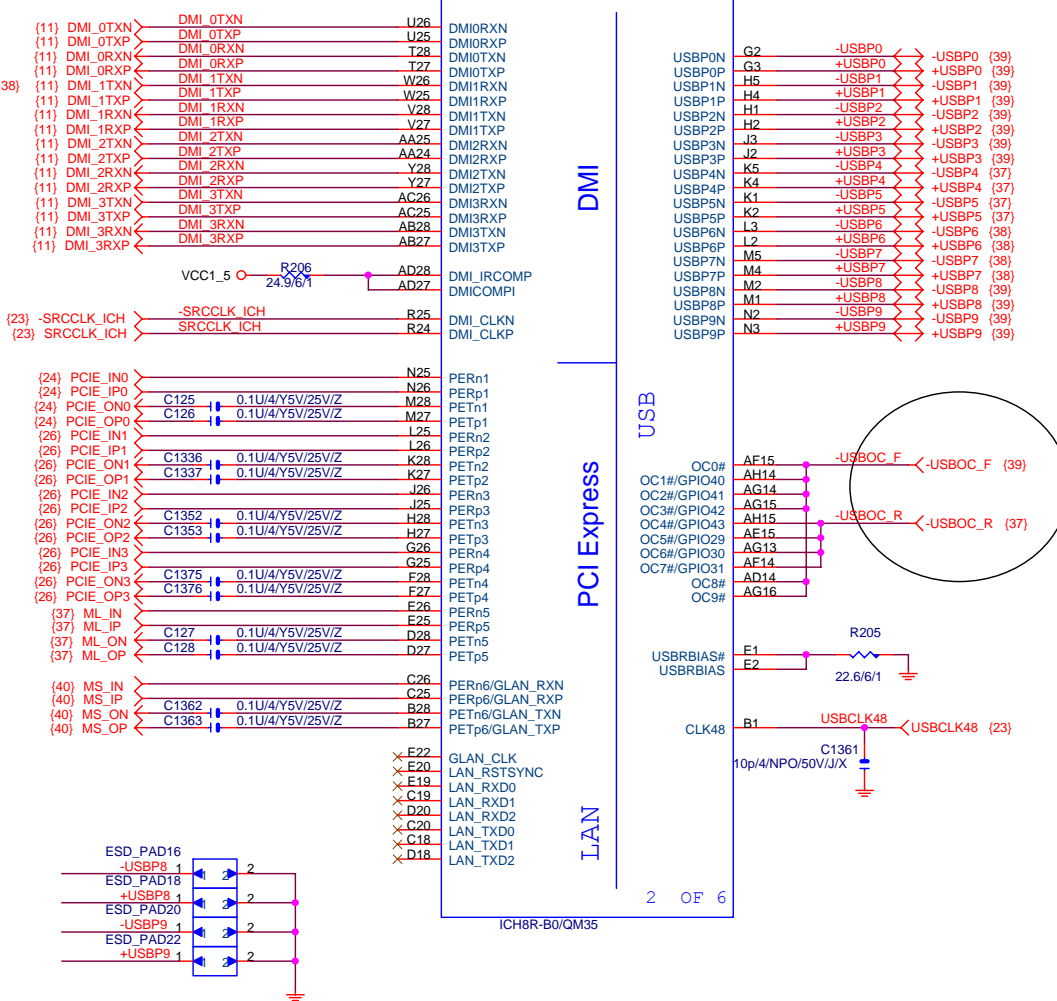 {11} DMI_0TXN DMI_0TXN U26 DMI0RXN
{11} DMI_0TXP DMI_0TXP U25 DMI0RXP
{11} DMI_0RXN DMI_0RXN T28 DMI0TXN
{11} DMI_0RXP DMI_0RXP T27 DMI0TXP
38} {11} DMI_1TXN DMI_1TXN W26 DMI1RXN
{11} DMI_1TXP DMI_1TXP W25 DMI1RXP
{11} DMI_1RXN DMI_1RXN V28 DMI1TXN
{11} DMI_1RXP DMI_1RXP V27 DMI1TXP
{11} DMI_2TXN DMI_2TXN AA25 DMI2RXN
{11} DMI_2TXP DMI_2TXP AA24 DMI2RXP
{11} DMI_2RXN DMI_2RXN Y28 DMI2TXN
{11} DMI_2RXP DMI_2RXP Y27 DMI2TXP
{11} DMI_3TXN DMI_3TXN AC26 DMI3RXN
{11} DMI_3TXP DMI_3TXP AC25 DMI3RXP
{11} DMI_3RXN DMI_3RXN AB28 DMI3TXN
{11} DMI_3RXP DMI_3RXP AB27 DMI3TXP
VCC1_5 R206 24.9/6/1 AD28 DMI_IRCOMP
AD27 DMICOMPI
{23} -SRCCLK_ICH -SRCCLK_ICH R25 DMI_CLKN
{23} SRCCLK_ICH SRCCLK_ICH R24 DMI_CLKP
DMI
USBP0N G2 -USBP0 -USBP0 {39}
USBP0P G3 +USBP0 +USBP0 {39}
USBP1N H5 -USBP1 -USBP1 {39}
USBP1P H4 +USBP1 +USBP1 {39}
USBP2N H1 -USBP2 -USBP2 {39}
USBP2P H2 +USBP2 +USBP2 {39}
USBP3N J3 -USBP3 -USBP3 {39}
USBP3P J2 +USBP3 +USBP3 {39}
USBP4N K5 -USBP4 -USBP4 {37}
USBP4P K4 +USBP4 +USBP4 {37}
USBP5N K1 -USBP5 -USBP5 {37}
USBP5P K2 +USBP5 +USBP5 {37}
USBP6N L3 -USBP6 -USBP6 {38}
USBP6P L2 +USBP6 +USBP6 {38}
USBP7N M5 -USBP7 -USBP7 {38}
USBP7P M4 +USBP7 +USBP7 {38}
USBP8N M2 -USBP8 -USBP8 {39}
USBP8P M1 +USBP8 +USBP8 {39}
USBP9N N2 -USBP9 -USBP9 {39}
USBP9P N3 +USBP9 +USBP9 {39}
{24} PCIE_IN0 N25 PERn1
{24} PCIE_IP0 N26 PERp1
{24} PCIE_ON0 C125 0.1U/4/Y5V/25V/Z M28 PETn1
{24} PCIE_OP0 C126 0.1U/4/Y5V/25V/Z M27 PETp1
{26} PCIE_IN1 L25 PERn2
{26} PCIE_IP1 L26 PERp2
{26} PCIE_ON1 C1336 0.1U/4/Y5V/25V/Z K28 PETn2
{26} PCIE_OP1 C1337 0.1U/4/Y5V/25V/Z K27 PETp2
{26} PCIE_IN2 J26 PERn3
{26} PCIE_IP2 J25 PERp3
{26} PCIE_ON2 C1352 0.1U/4/Y5V/25V/Z H28 PETn3
{26} PCIE_OP2 C1353 0.1U/4/Y5V/25V/Z H27 PETp3
{26} PCIE_IN3 G26 PERn4
{26} PCIE_IP3 G25 PERp4
{26} PCIE_ON3 C1375 0.1U/4/Y5V/25V/Z F28 PETn4
{26} PCIE_OP3 C1376 0.1U/4/Y5V/25V/Z F27 PETp4
{37} ML_IN E26 PERn5
{37} ML_IP E25 PERp5
{37} ML_ON C127 0.1U/4/Y5V/25V/Z D28 PETn5
{37} ML_OP C128 0.1U/4/Y5V/25V/Z D27 PETp5
{40} MS_IN C26 PERn6/GLAN_RXN
{40} MS_IP C25 PERp6/GLAN_RXP
{40} MS_ON C1362 0.1U/4/Y5V/25V/Z B28 PETn6/GLAN_TXN
{40} MS_OP C1363 0.1U/4/Y5V/25V/Z B27 PETp6/GLAN_TXP
PCI Express
USB
OC0# AF15 -USBOC_F -USBOC_F {39}
OC1#/GPIO40 AH14
OC2#/GPIO41 AG14
OC3#/GPIO42 AG15
OC4#/GPIO43 AH15 -USBOC_R -USBOC_R {37}
OC5#/GPIO29 AE15
OC6#/GPIO30 AG13
OC7#/GPIO31 AF14
OC8# AD14
OC9# AG16
USBRBIAS# E1 R205
USBRBIAS E2 22.6/6/1
CLK48 B1 USBCLK48 USBCLK48 {23}
C1361
10p/4/NPO/50V/J/X
E22 GLAN_CLK
E20 LAN_RSTSYNC
E19 LAN_RXD0
C19 LAN_RXD1
D20 LAN_RXD2
C20 LAN_TXD0
C18 LAN_TXD1
D18 LAN_TXD2
LAN
2 OF 6
ICH8R-B0/QM35
ESD_PAD16
-USBP8 1 1 2 2
ESD_PAD18
+USBP8 1 1 2 2
ESD_PAD20
-USBP9 1 1 2 2
ESD_PAD22
+USBP9 1 1 2 2